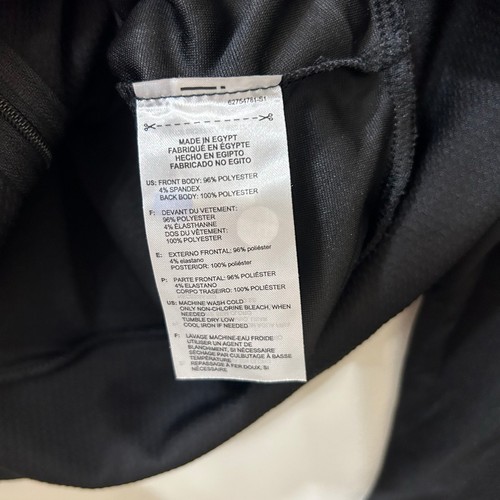 62754781-S1
MADE IN EGYPT
FABRIQUÉ EN ÉGYPTE
HECHO EN EGIPTO
FABRICADO NO EGITO
US: FRONT BODY: 96% POLYESTER
4% SPANDEX
BACK BODY: 100% POLYESTER
F: DEVANT DU VETEMENT:
96% POLYESTER
4% ÉLASTHANNE
DOS DU VÊTEMENT:
100% POLYESTER
E: EXTERNO FRONTAL: 96% poliéster
4% elastano
POSTERIOR: 100% poliéster
P: PARTE FRONTAL: 96% POLIÉSTER
4% ELASTANO
CORPO TRASEIRO: 100% POLIÉSTER
US: MACHINE WASH COLD
ONLY NON-CHLORINE BLEACH, WHEN
NEEDED
TUMBLE DRY LOW
COOL IRON IF NEEDED
F: LAVAGE MACHINE-EAU FROIDE
UTILISER UN AGENT DE
BLANCHIMENT, SI NÉCESSAIRE
SÉCHAGE PAR CULBUTAGE À BASSE
TEMPÉRATURE
REPASSAGE À FER DOUX, SI
NÉCESSAIRE